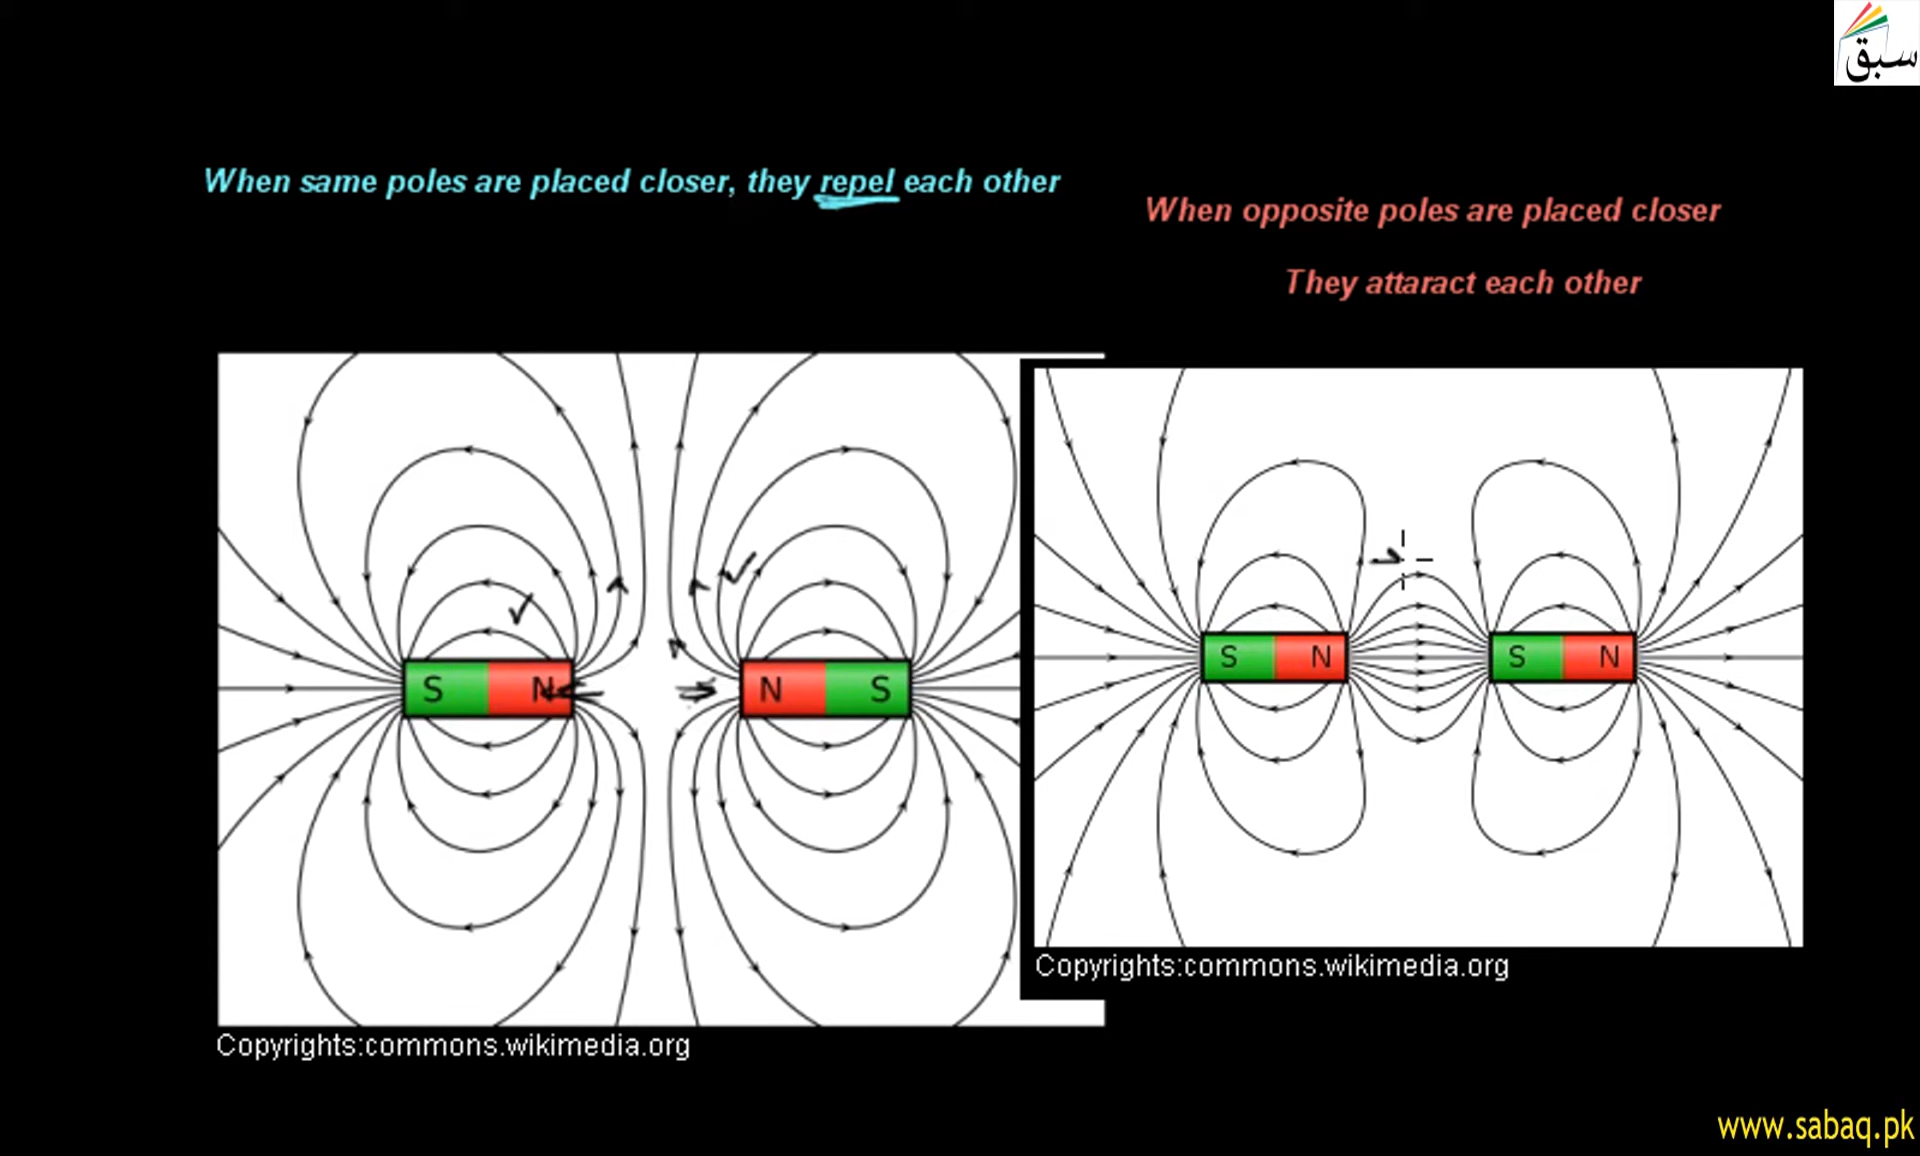 سبق
When same poles are placed closer, they repel each other
When opposite poles are placed closer
They attaract each other
S N N S
S N S N
Copyrights:commons.wikimedia.org
Copyrights:commons.wikimedia.org
www.sabaq.pk